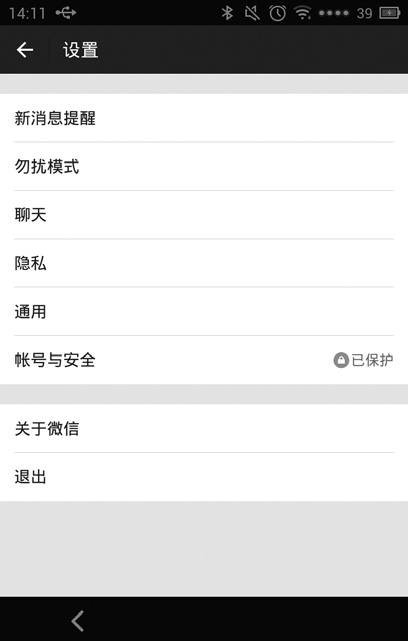 14:11 39
设置
新消息提醒
勿扰模式
聊天
隐私
通用
帐号与安全 已保护
关于微信
退出